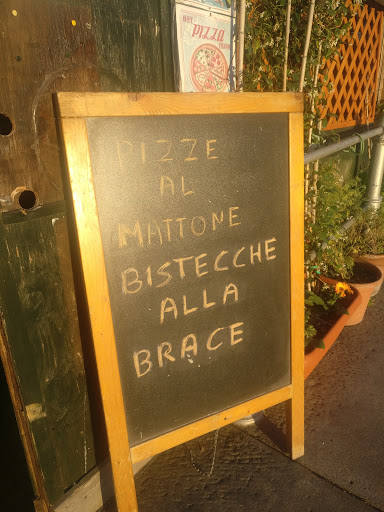 PIZZA
PIZZE
AL
MATTONE
BISTECCHE
ALLA
BRACE